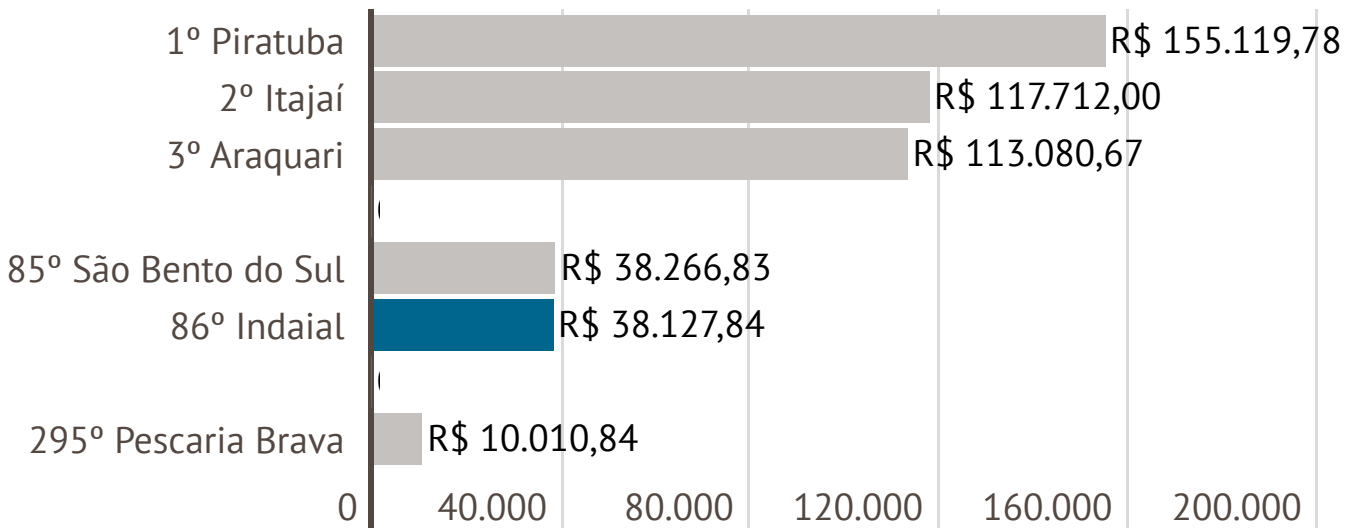 1º Piratuba R$ 155.119,78
2º Itajaí R$ 117.712,00
3º Araquari R$ 113.080,67
85º São Bento do Sul R$ 38.266,83
86º Indaial R$ 38.127,84
295º Pescaria Brava R$ 10.010,84
0 40.000 80.000 120.000 160.000 200.000